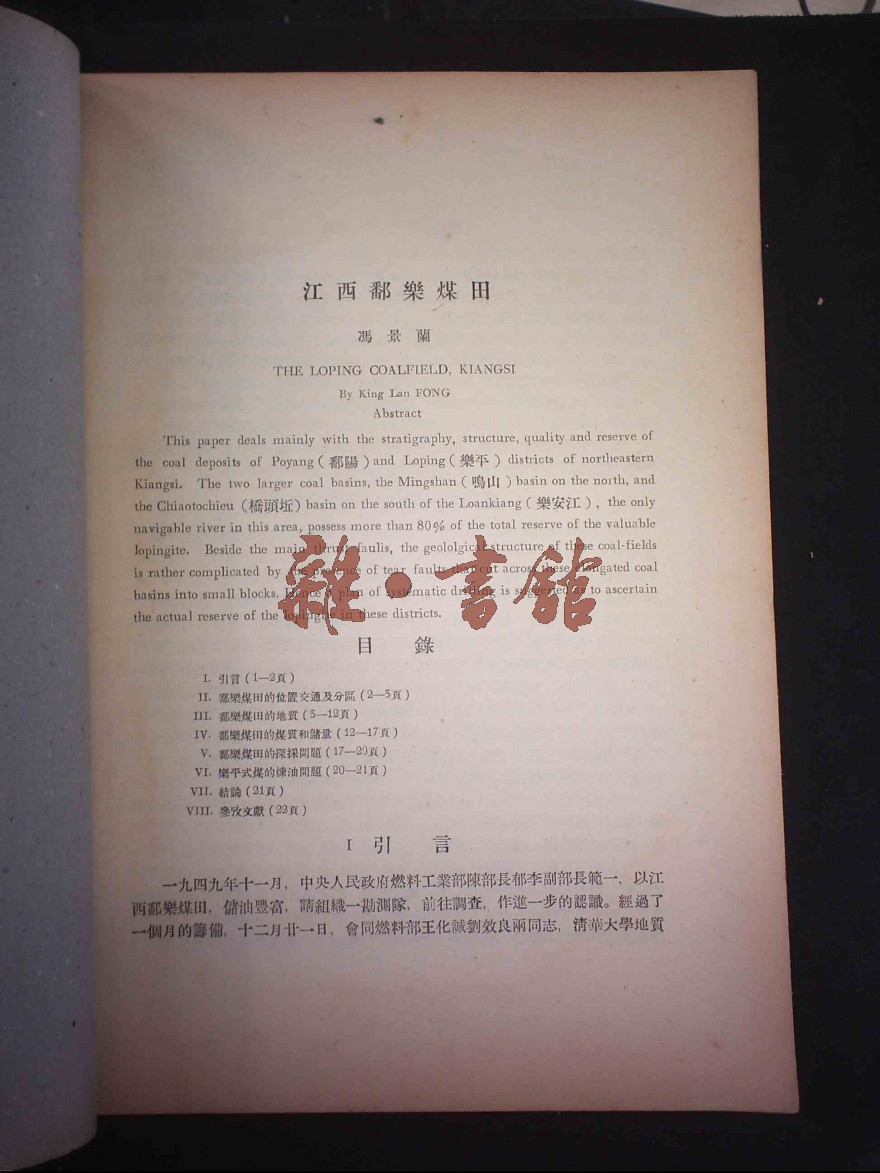 江西鄱樂煤田
馮景蘭
THE LOPING COALFIELD, KIANGSI
By King Lan FONG
Abstract
This paper deals mainly with the stratigraphy, structure, quality and reserve of
the coal deposits of Poyang (鄱陽) and Loping (樂平) districts of northeastern
Kiangsi. The two larger coal basins, the Mingshan (鳴山) basin on the north, and
the Chiaotochieu (橋頭坵) basin on the south of the Loankiang (樂安江), the only
navigable river in this area, possess more than 80% of the total reserve of the valuable
lopingite. Beside the main thrust faulis, the geololgical structure of these coal-fields
is rather complicated by the presence of tear faults that cut across these elongated coal
basins into small blocks. Hence a plan of systematic drilling is suggested as to ascertain
the actual reserve of the lopinghe in these districts.
雜·書館
目錄
I. 引言 (1—2頁)
II. 鄱樂煤田的位置交通及分區 (2—5頁)
III. 鄱樂煤田的地質 (5—12頁)
IV. 鄱樂煤田的煤質和儲量 (12—17頁)
V. 鄱樂煤田的探採問題 (17—20頁)
VI. 樂平式煤的煉油問題 (20—21頁)
VII. 結論 (21頁)
VIII. 參攷文獻 (22頁)
I 引言
一九四九年十一月，中央人民政府燃料工業部陳部長郁李副部長範一，以江
西鄱樂煤田，儲油豐富，請組織一勘測隊，前往調查，作進一步的認識。經過了
一個月的籌備，十二月廿一日，會同燃料部王化誠劉效良兩同志，清華大學地質